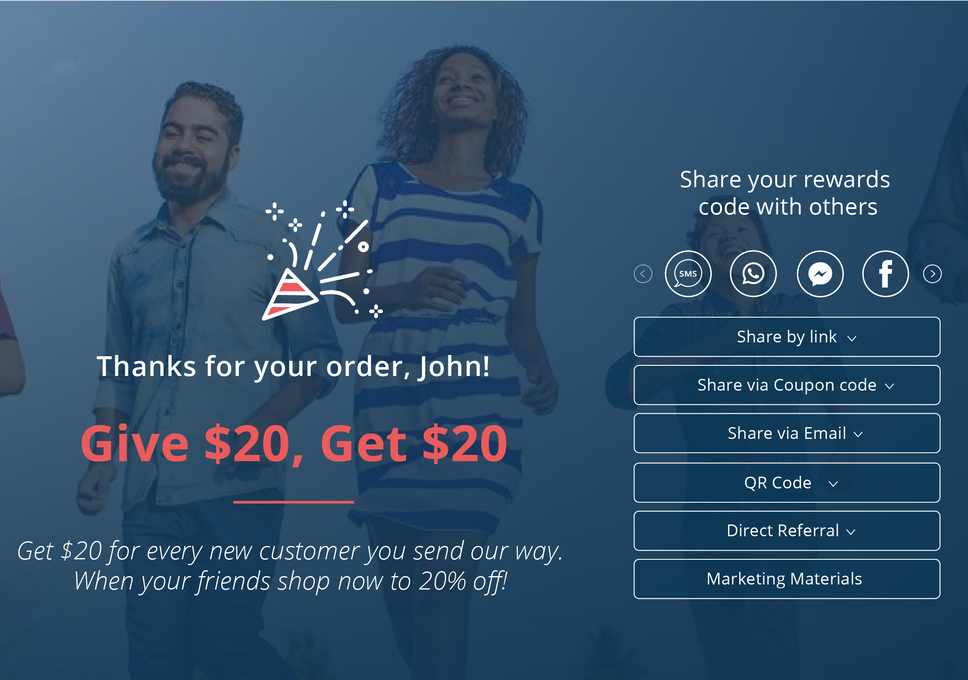 Thanks for your order, John!
Give $20, Get $20
Get $20 for every new customer you send our way.
When your friends shop now to 20% off!
Share your rewards
code with others
SMS
Share by link
Share via Coupon code
Share via Email
QR Code
Direct Referral
Marketing Materials